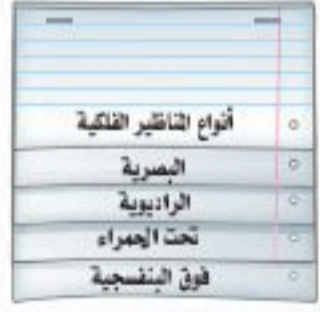 أنواع المناظير الفلكية
البصرية
الراديوية
تحت الحمراء
فوق البنفسجية